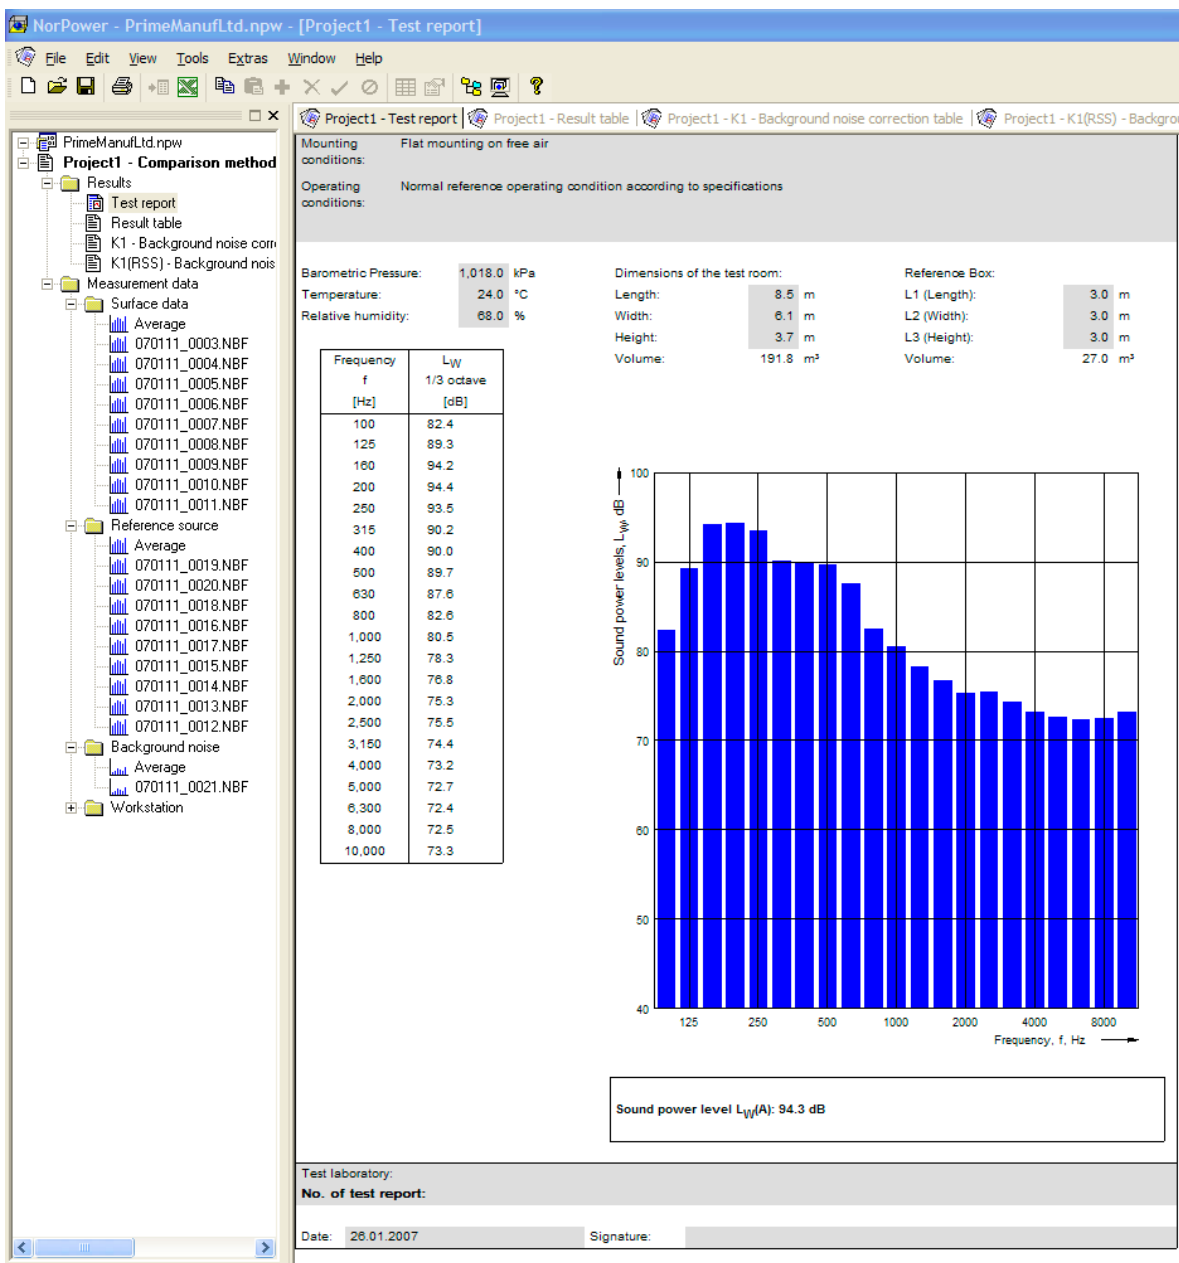 NorPower - PrimeManufLtd.npw - [Project1 - Test report]
File Edit View Tools Extras Window Help
PrimeManufLtd.npw
Project1 - Comparison method
Results
Test report
Result table
K1 - Background noise corr
K1(RSS) - Background nois
Measurement data
Surface data
Average
070111_0003.NBF
070111_0004.NBF
070111_0005.NBF
070111_0006.NBF
070111_0007.NBF
070111_0008.NBF
070111_0009.NBF
070111_0010.NBF
070111_0011.NBF
Reference source
Average
070111_0019.NBF
070111_0020.NBF
070111_0018.NBF
070111_0016.NBF
070111_0017.NBF
070111_0015.NBF
070111_0014.NBF
070111_0013.NBF
070111_0012.NBF
Background noise
Average
070111_0021.NBF
Workstation
Project1 - Test report Project1 - Result table Project1 - K1 - Background noise correction table Project1 - K1(RSS) - Backgro
Mounting conditions: Flat mounting on free air
Operating conditions: Normal reference operating condition according to specifications
Barometric Pressure: 1,018.0 kPa
Temperature: 24.0 °C
Relative humidity: 68.0 %
Dimensions of the test room:
Length: 8.5 m
Width: 6.1 m
Height: 3.7 m
Volume: 191.8 m³
Reference Box:
L1 (Length): 3.0 m
L2 (Width): 3.0 m
L3 (Height): 3.0 m
Volume: 27.0 m³
Frequency LW
f 1/3 octave
[Hz] [dB]
100 82.4
125 89.3
160 94.2
200 94.4
250 93.5
315 90.2
400 90.0
500 89.7
630 87.6
800 82.6
1,000 80.5
1,250 78.3
1,600 76.8
2,000 75.3
2,500 75.5
3,150 74.4
4,000 73.2
5,000 72.7
6,300 72.4
8,000 72.5
10,000 73.3
Sound power levels, LW, dB
100
90
80
70
60
50
40
125 250 500 1000 2000 4000 8000
Frequency, f, Hz
Sound power level LW(A): 94.3 dB
Test laboratory:
No. of test report:
Date: 26.01.2007 Signature: